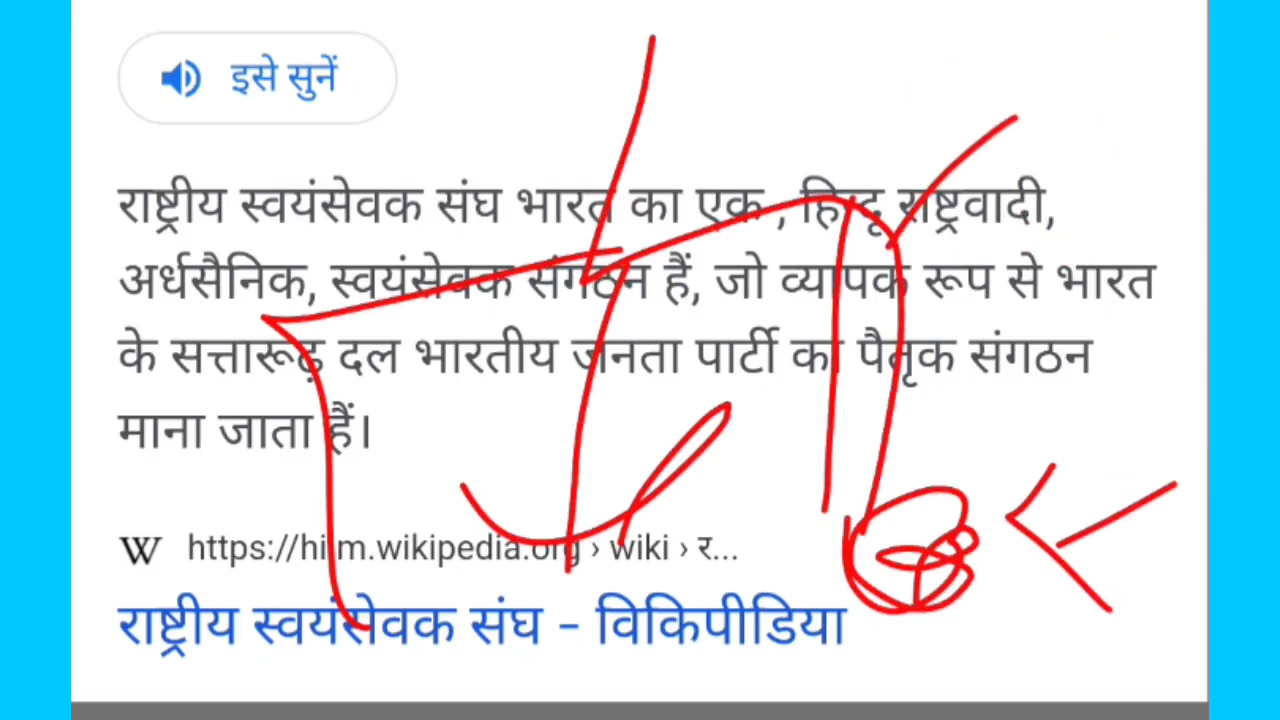 इसे सुनें
राष्ट्रीय स्वयंसेवक संघ भारत का एक , हिन्दू राष्ट्रवादी,
अर्धसैनिक, स्वयंसेवक संगठन हैं, जो व्यापक रूप से भारत
के सत्तारूढ़ दल भारतीय जनता पार्टी का पैतृक संगठन
माना जाता हैं।
W https://hi.m.wikipedia.org › wiki › र...
राष्ट्रीय स्वयंसेवक संघ - विकिपीडिया